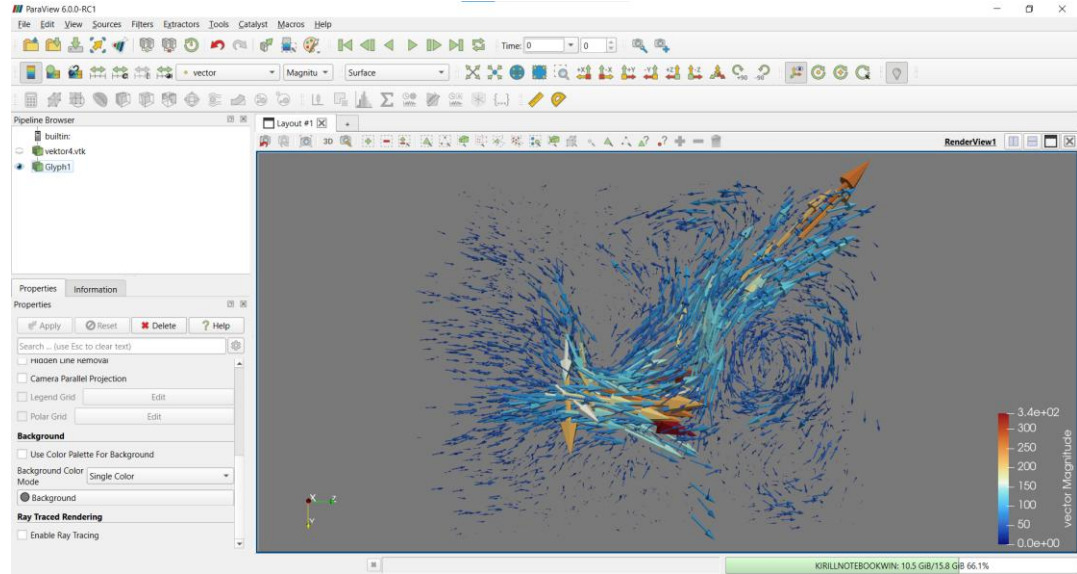 ParaView 6.0.0-RC1
File Edit View Sources Filters Extractors Tools Catalyst Macros Help
Time: 0 0
vector Magnitu Surface
+X -X +Y -Y +Z -Z +90 -90
Pipeline Browser
Layout #1
builtin:
3D
RenderView1
vektor4.vtk
Glyph1
Properties Information
Properties
Apply Reset Delete Help
Search ... (use Esc to clear text)
Hidden Line Removal
Camera Parallel Projection
Legend Grid Edit
Polar Grid Edit
Background
Use Color Palette For Background
Background Color Mode Single Color
Background
Ray Traced Rendering
Enable Ray Tracing
X Z
Y
3.4e+02
300
250
200
150
100
50
0.0e+00
vector Magnitude
KIRILLNOTEBOOKWIN: 10.5 GiB/15.8 GiB 66.1%